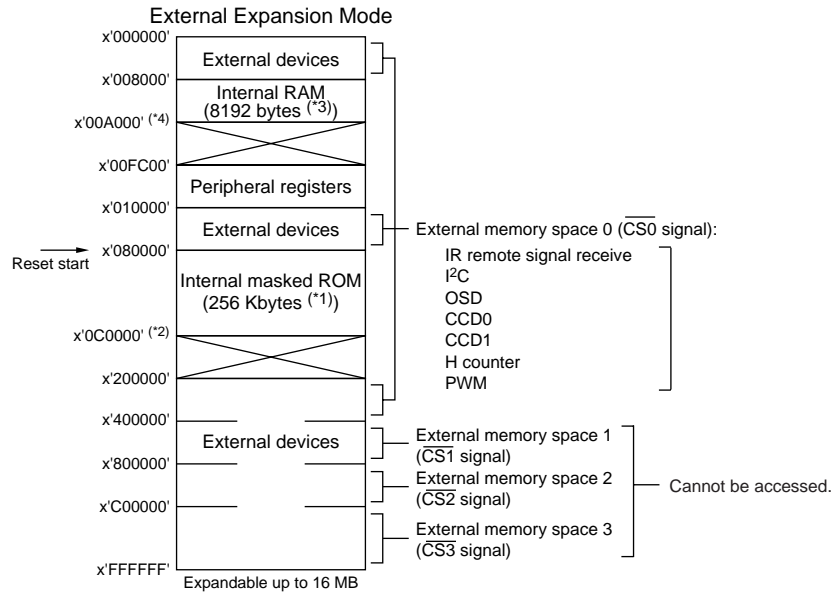 External Expansion Mode
x'000000'
External devices
x'008000'
Internal RAM
(8192 bytes (*3))
x'00A000' (*4)
x'00FC00'
Peripheral registers
x'010000'
External devices
External memory space 0 (CS0 signal):
x'080000'
Reset start
IR remote signal receive
I²C
OSD
CCD0
CCD1
H counter
PWM
Internal masked ROM
(256 Kbytes (*1))
x'0C0000' (*2)
x'200000'
x'400000'
External devices
External memory space 1
(CS1 signal)
x'800000'
External memory space 2
(CS2 signal)
Cannot be accessed.
x'C00000'
External memory space 3
(CS3 signal)
x'FFFFFF'
Expandable up to 16 MB